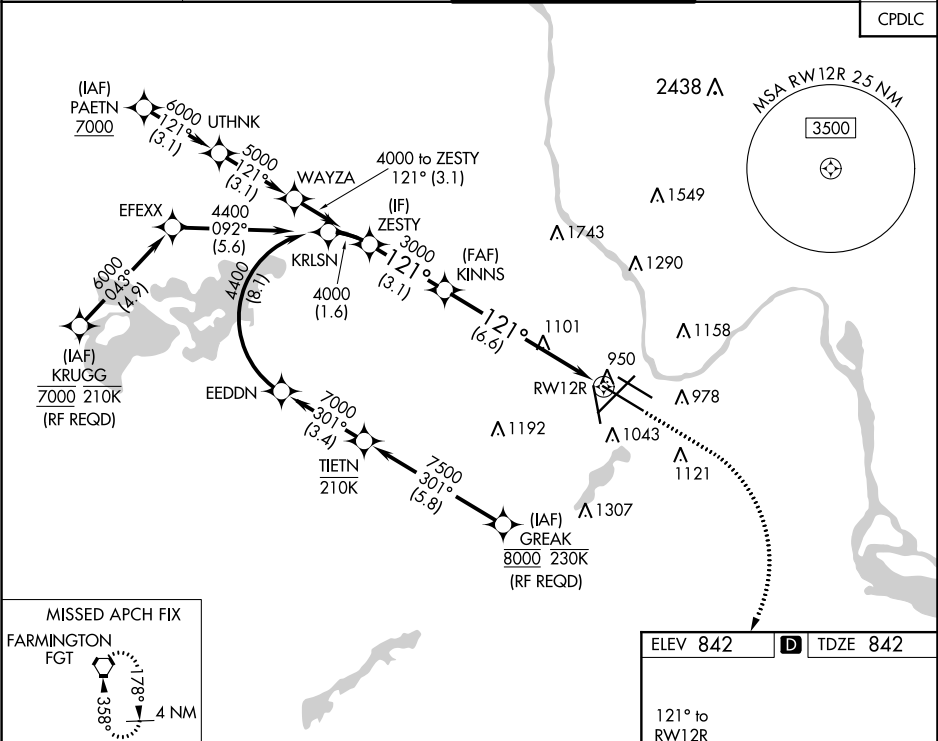 CPDLC
(IAF)
PAETN
7000
6000
121°
(3.1)
UTHNK
5000
121°
(3.1)
WAYZA
4000 to ZESTY
121° (3.1)
(IF)
ZESTY
EFEXX
4400
092°
(5.6)
KRLSN
4000
(1.6)
3000
121°
(3.1)
(FAF)
KINNS
121°
(6.6)
6000
043°
(4.9)
(IAF)
KRUGG
7000 210K
(RF REQD)
4400
(8.1)
EEDDN
7000
301°
(3.4)
TIETN
210K
7500
301°
(5.8)
(IAF)
GREAK
8000 230K
(RF REQD)
RW12R
2438
1549
1743
1290
1101
1158
950
978
1192
1043
1121
1307
MSA RW12R 25 NM
3500
MISSED APCH FIX
FARMINGTON
FGT
178°
358°
4 NM
ELEV 842 D TDZE 842
121° to
RW12R